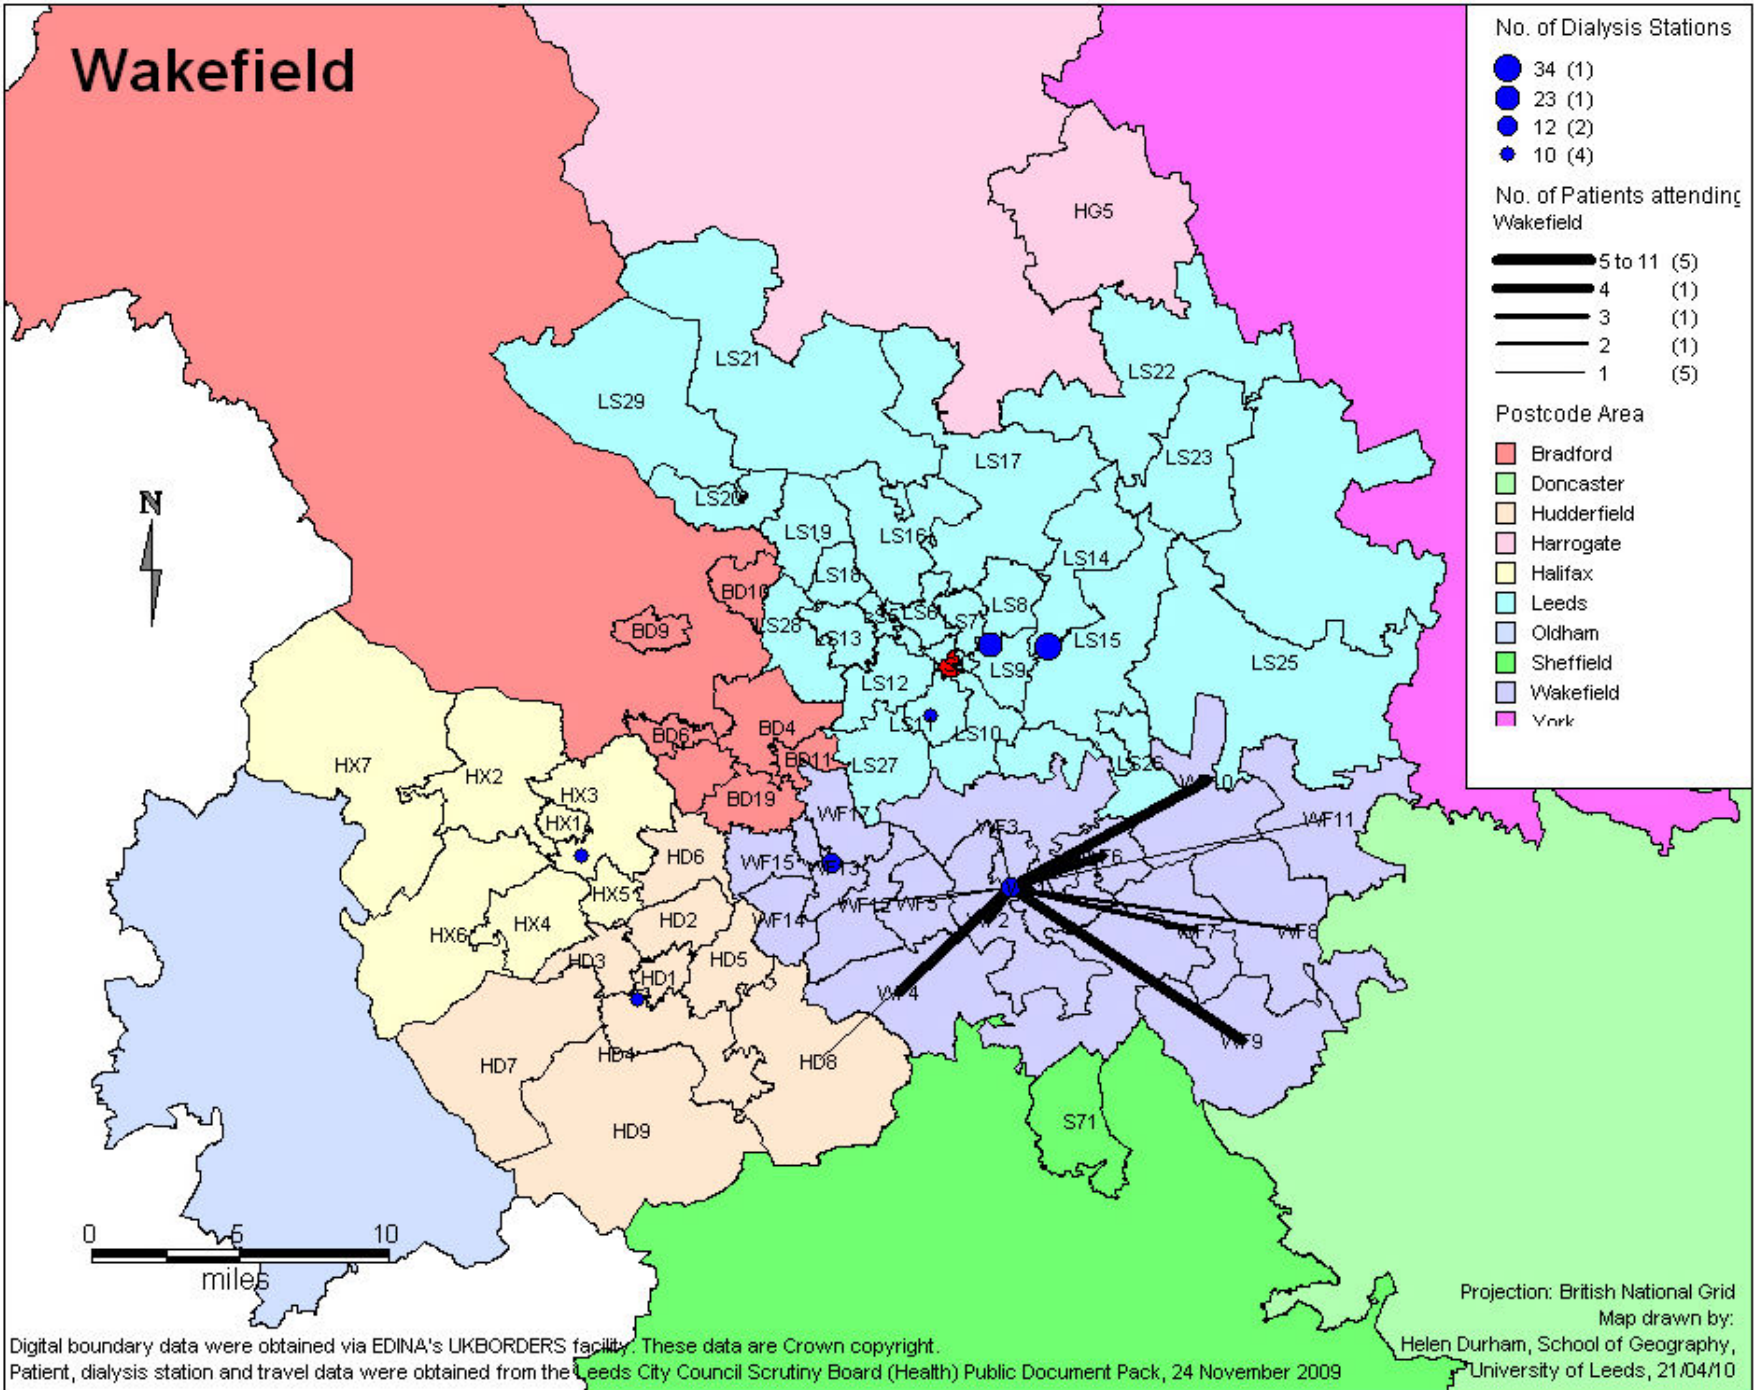 Wakefield
No. of Dialysis Stations
34 (1)
23 (1)
12 (2)
10 (4)
No. of Patients attending
Wakefield
5 to 11 (5)
4 (1)
3 (1)
2 (1)
1 (5)
Postcode Area
Bradford
Doncaster
Hudderfield
Harrogate
Halifax
Leeds
Oldham
Sheffield
Wakefield
York
N
HG5
LS21
LS22
LS29
LS17
LS23
LS20
LS19
LS16
LS14
LS18
BD10
LS6
LS8
LS7
BD9
LS28
LS13
LS15
LS9
LS25
LS12
LS11
BD4
BD6
LS10
BD11
LS27
LS26
HX7
HX2
HX3
BD19
WF10
WF17
HX1
WF3
WF11
HD6
WF15
WF13
WF6
HX5
WF12
WF5
HX4
HD2
WF14
WF2
HX6
WF7
WF8
HD3
HD5
HD1
WF4
HD4
HD7
HD8
WF9
S71
HD9
0 5 10
miles
Projection: British National Grid
Map drawn by:
Helen Durham, School of Geography,
University of Leeds, 21/04/10
Digital boundary data were obtained via EDINA's UKBORDERS facility. These data are Crown copyright.
Patient, dialysis station and travel data were obtained from the Leeds City Council Scrutiny Board (Health) Public Document Pack, 24 November 2009